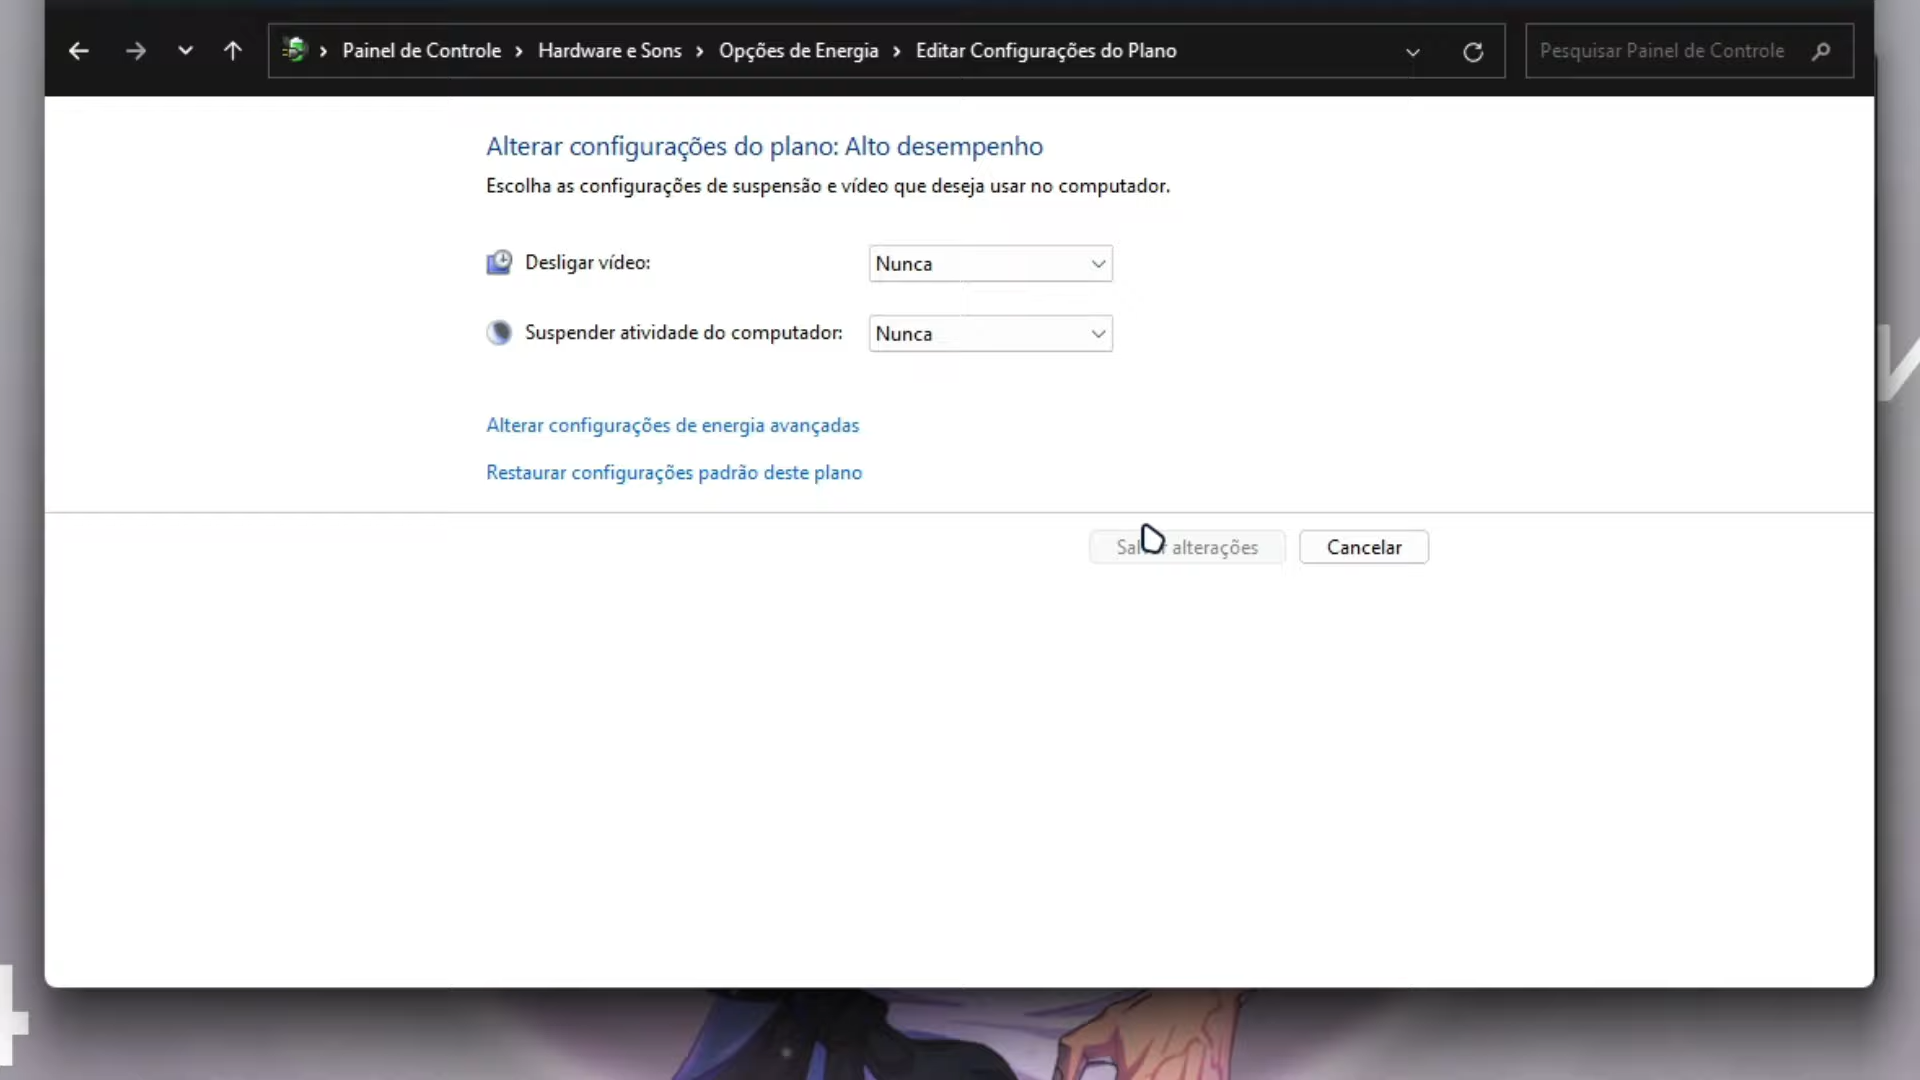 Painel de Controle > Hardware e Sons > Opções de Energia > Editar Configurações do Plano
Pesquisar Painel de Controle
Alterar configurações do plano: Alto desempenho
Escolha as configurações de suspensão e vídeo que deseja usar no computador.
Desligar vídeo: Nunca
Suspender atividade do computador: Nunca
Alterar configurações de energia avançadas
Restaurar configurações padrão deste plano
Salvar alterações Cancelar
4